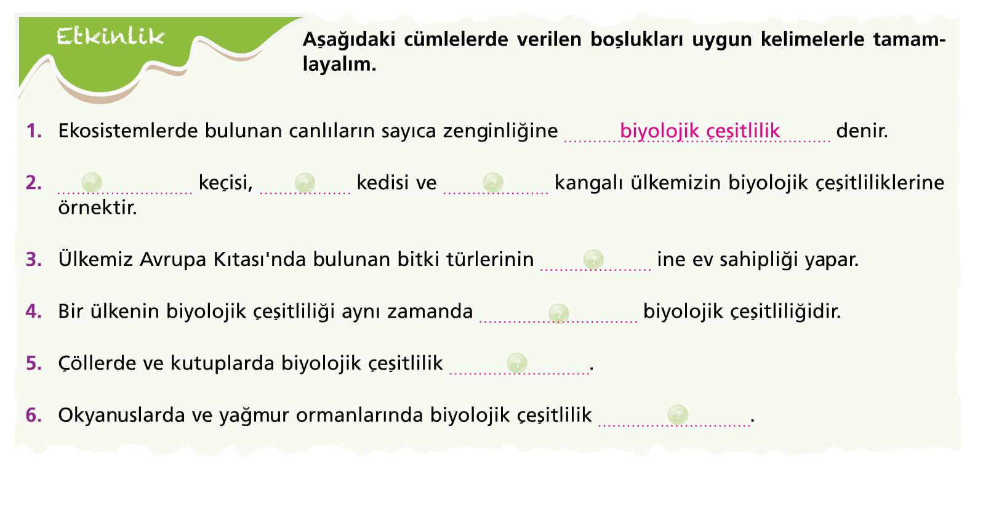 Etkinlik
Aşağıdaki cümlelerde verilen boşlukları uygun kelimelerle tamam-
layalım.
1. Ekosistemlerde bulunan canlıların sayıca zenginliğine biyolojik çeşitlilik denir.
2. ? keçisi, ? kedisi ve ? kangalı ülkemizin biyolojik çeşitliliklerine
örnektir.
3. Ülkemiz Avrupa Kıtası'nda bulunan bitki türlerinin ? ine ev sahipliği yapar.
4. Bir ülkenin biyolojik çeşitliliği aynı zamanda ? biyolojik çeşitliliğidir.
5. Çöllerde ve kutuplarda biyolojik çeşitlilik ? .
6. Okyanuslarda ve yağmur ormanlarında biyolojik çeşitlilik ? .